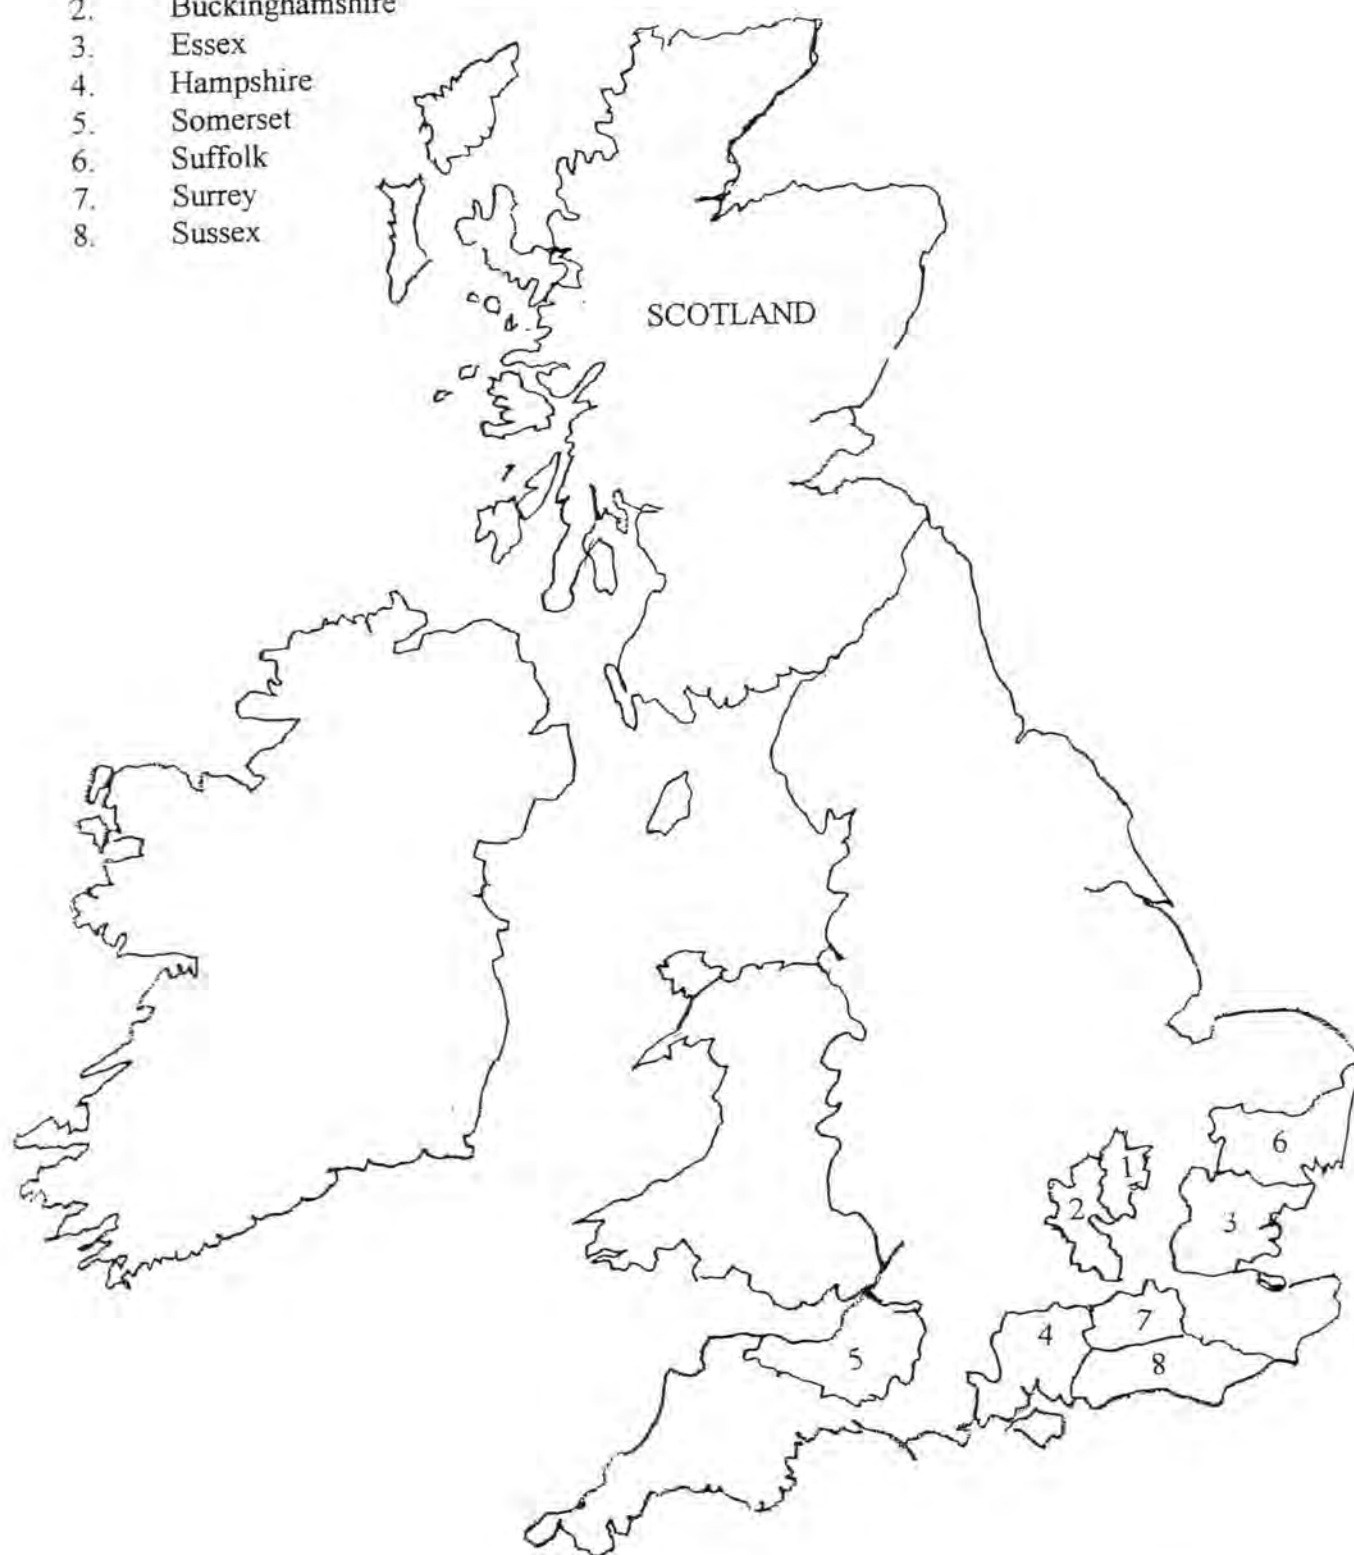 2. Buckinghamshire
3. Essex
4. Hampshire
5. Somerset
6. Suffolk
7. Surrey
8. Sussex
SCOTLAND
6
1
2
3
4
7
5
8